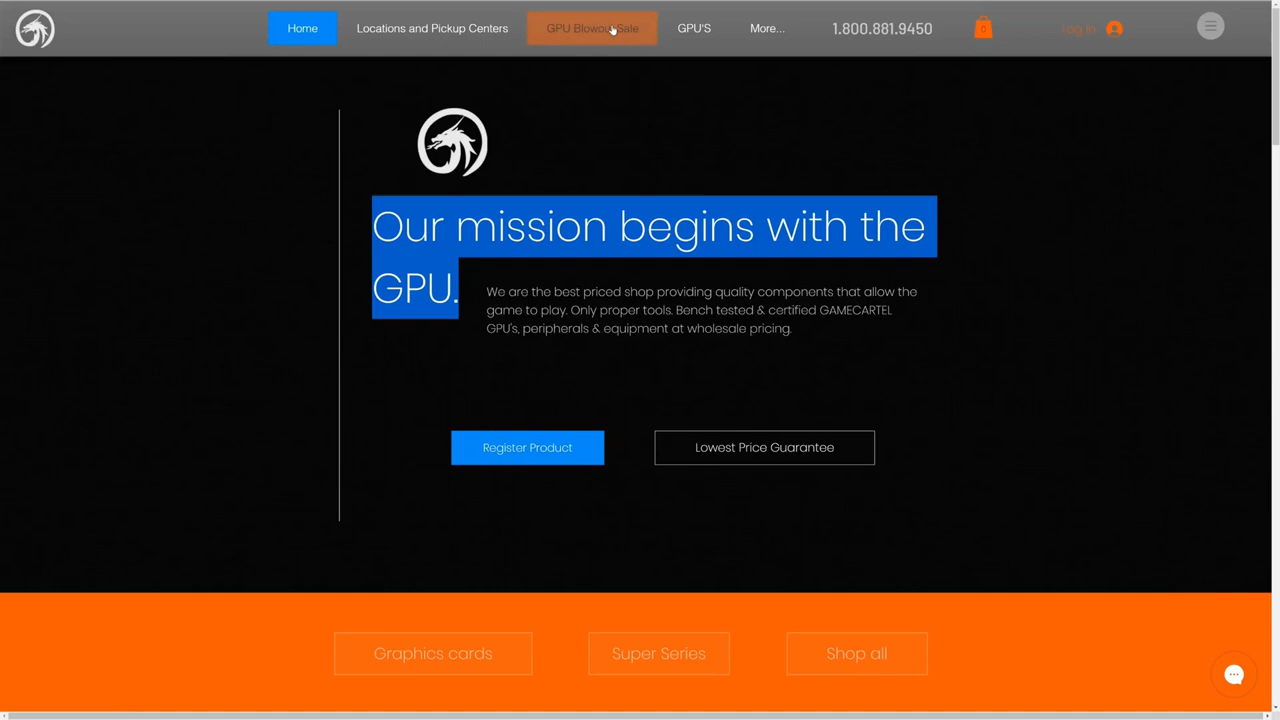 Home
Locations and Pickup Centers
GPU Blowout Sale
GPU'S
More...
1.800.881.9450
0
Log In
Our mission begins with the
GPU.
We are the best priced shop providing quality components that allow the
game to play. Only proper tools. Bench tested & certified GAMECARTEL
GPU's, peripherals & equipment at wholesale pricing.
Register Product
Lowest Price Guarantee
Graphics cards
Super Series
Shop all